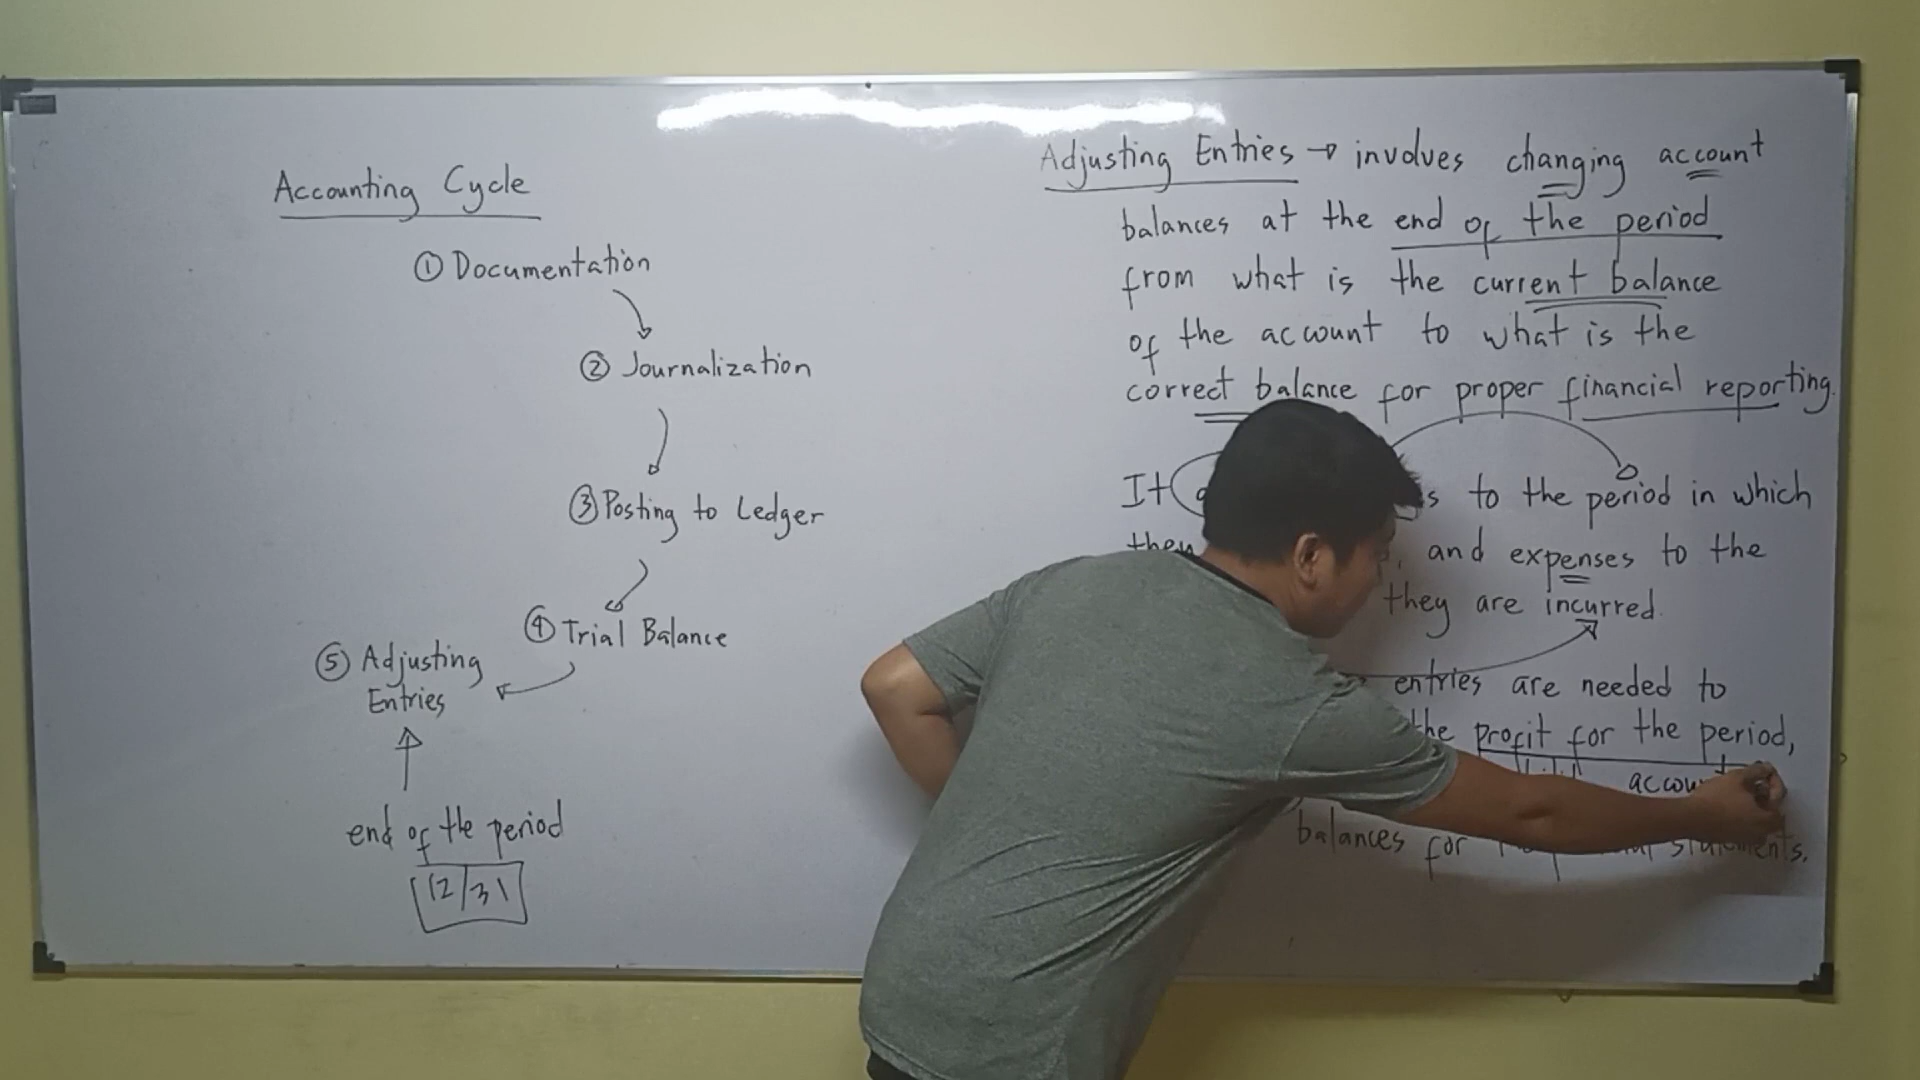 Accounting Cycle
① Documentation
② Journalization
③ Posting to Ledger
④ Trial Balance
⑤ Adjusting
Entries
end of the period
12/31
Adjusting Entries → involves changing account
balances at the end of the period
from what is the current balance
of the account to what is the
correct balance for proper financial reporting.
It to the period in which
they and expenses to the
they are incurred.
entries are needed to
the profit for the period,
balances for statements.